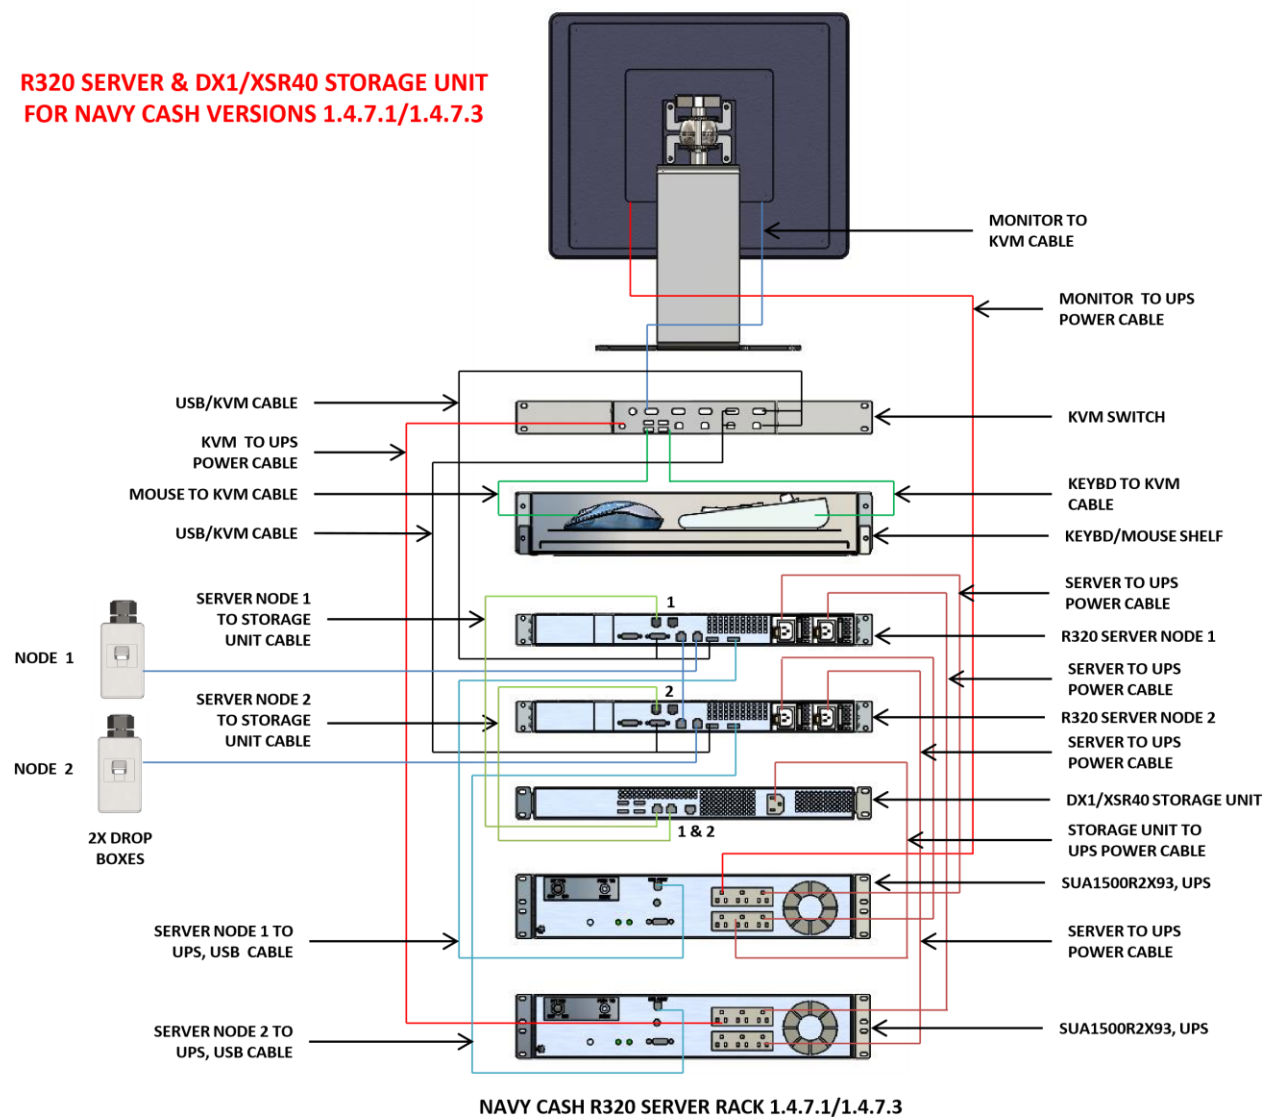 R320 SERVER & DX1/XSR40 STORAGE UNIT
FOR NAVY CASH VERSIONS 1.4.7.1/1.4.7.3
MONITOR TO
KVM CABLE
MONITOR TO UPS
POWER CABLE
USB/KVM CABLE
KVM SWITCH
KVM TO UPS
POWER CABLE
MOUSE TO KVM CABLE
KEYBD TO KVM
CABLE
USB/KVM CABLE
KEYBD/MOUSE SHELF
SERVER NODE 1
TO STORAGE
UNIT CABLE
1
SERVER TO UPS
POWER CABLE
R320 SERVER NODE 1
NODE 1
SERVER TO UPS
POWER CABLE
SERVER NODE 2
TO STORAGE
UNIT CABLE
2
R320 SERVER NODE 2
SERVER TO UPS
POWER CABLE
NODE 2
DX1/XSR40 STORAGE UNIT
2X DROP
BOXES
1 & 2
STORAGE UNIT TO
UPS POWER CABLE
SUA1500R2X93, UPS
SERVER NODE 1 TO
UPS, USB CABLE
SERVER TO UPS
POWER CABLE
SERVER NODE 2 TO
UPS, USB CABLE
SUA1500R2X93, UPS
NAVY CASH R320 SERVER RACK 1.4.7.1/1.4.7.3